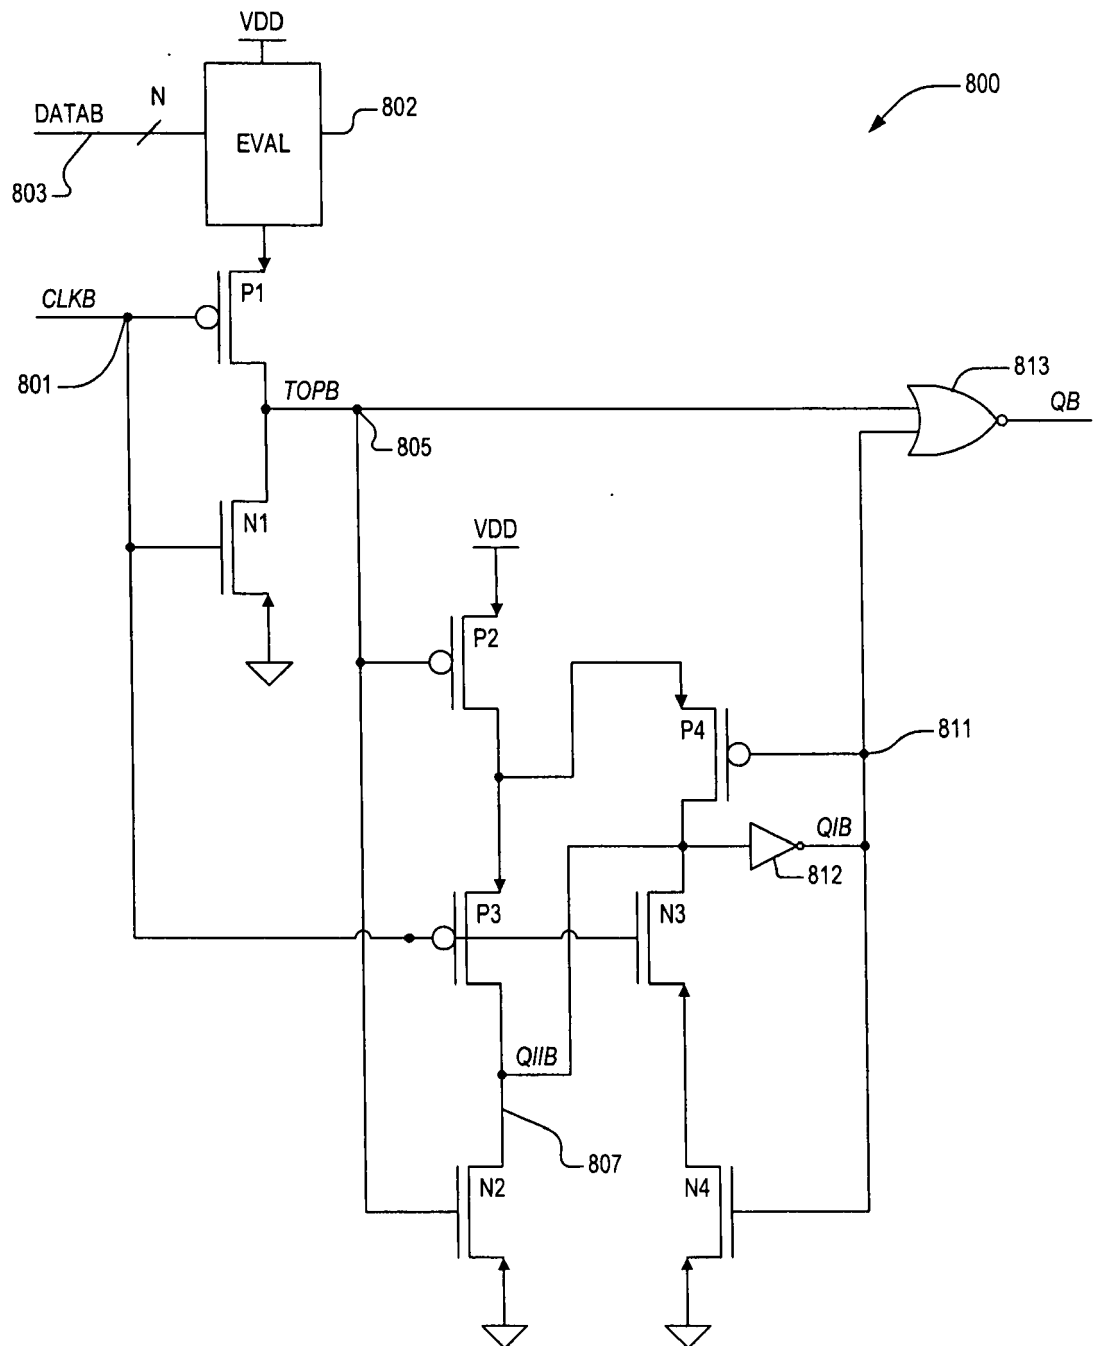 VDD
800
N
DATAB
802
EVAL
803
P1
CLKB
801
TOPB
813
QB
805
N1
VDD
P2
P4
811
QIB
812
P3
N3
QIIB
807
N2
N4